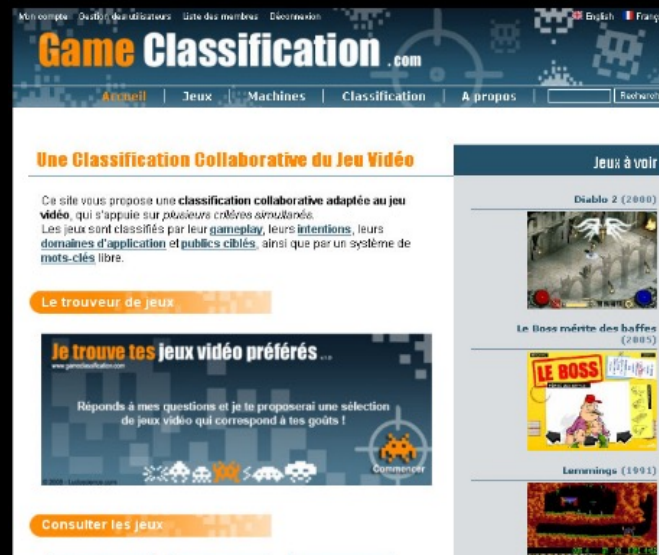 Mon compte Gestion des utilisateurs Liste des membres Déconnexion
English Françe
Game Classification .com
Accueil | Jeux | Machines | Classification | A propos | Recherch
Une Classification Collaborative du Jeu Vidéo
Ce site vous propose une classification collaborative adaptée au jeu
vidéo, qui s'appuie sur plusieurs critères simultanés.
Les jeux sont classifiés par leur gameplay, leurs intentions, leurs
domaines d'application et publics ciblés, ainsi que par un système de
mots-clés libre.
Le trouveur de jeux
Je trouve tes jeux vidéo préférés ...
www.gameclassification.com
Réponds à mes questions et je te proposerai une sélection
de jeux vidéo qui correspond à tes goûts !
Commencer
Consulter les jeux
Jeux à voir
Diablo 2 (2000)
Le Boss mérite des baffes
(2005)
LE BOSS
Lemmings (1991)